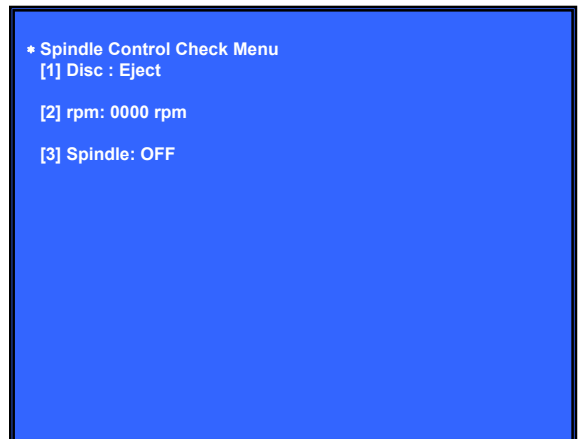 * Spindle Control Check Menu
[1] Disc : Eject
[2] rpm: 0000 rpm
[3] Spindle: OFF